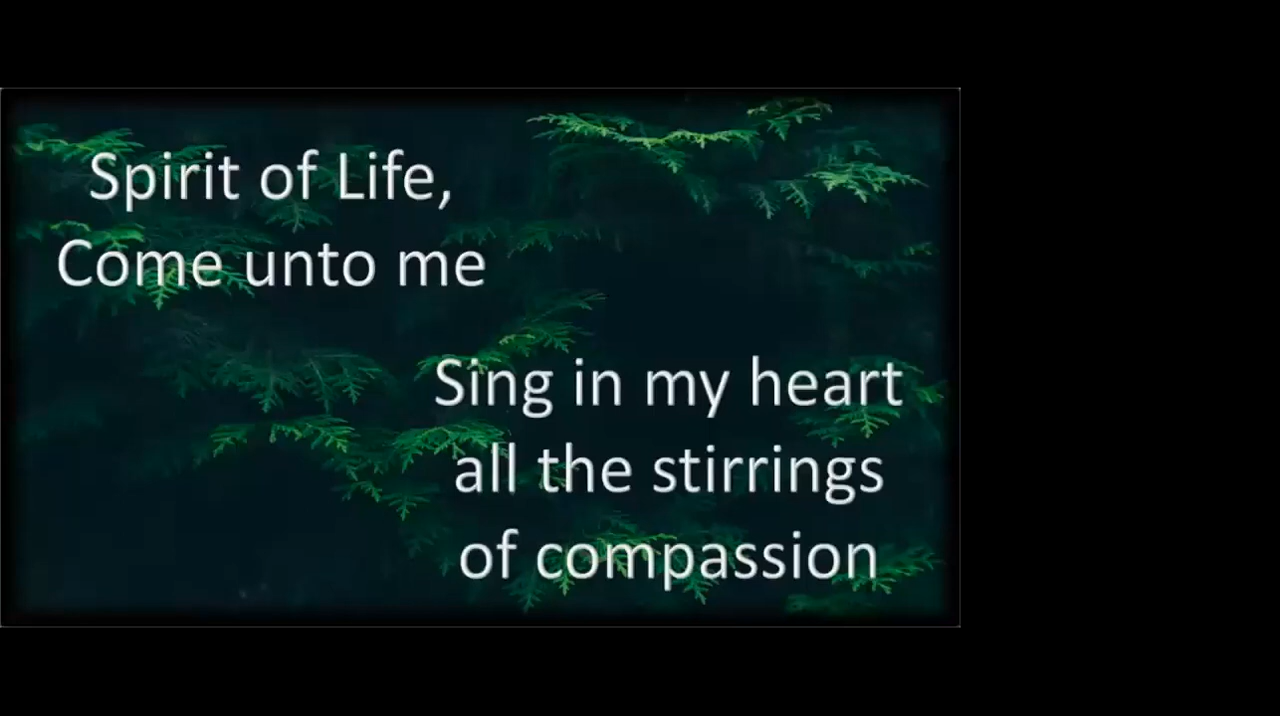 Spirit of Life,
Come unto me
Sing in my heart
all the stirrings
of compassion